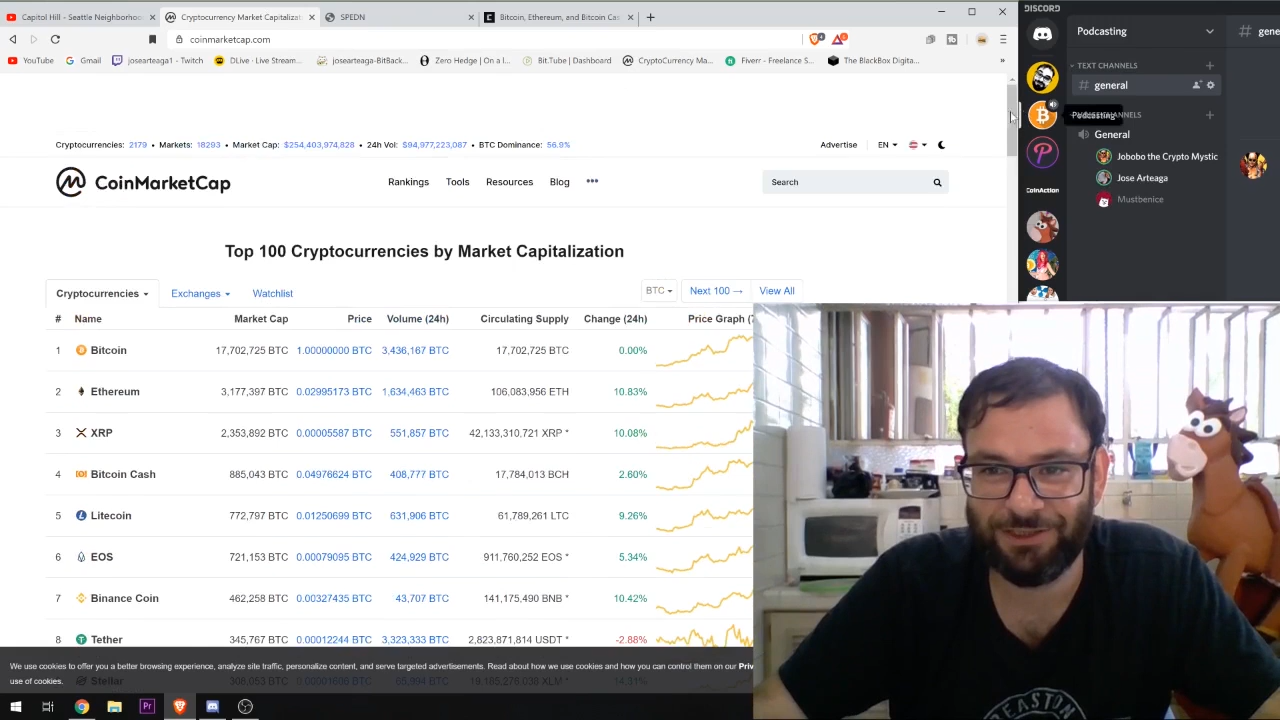 Capitol Hill - Seattle Neighborhoo
Cryptocurrency Market Capitalizat
SPEDN
Bitcoin, Ethereum, and Bitcoin Ca
coinmarketcap.com
YouTube
Gmail
josearteaga1 - Twitch
DLive · Live Stream...
josearteaga-BitBack...
Zero Hedge | On a l...
Bit.Tube | Dashboard
CryptoCurrency Ma...
Fiverr - Freelance S...
The BlackBox Digita...
»
Cryptocurrencies: 2179 • Markets: 18293 • Market Cap: $254,403,974,828 • 24h Vol: $94,977,223,087 • BTC Dominance: 56.9%
Advertise
EN
CoinMarketCap
Rankings
Tools
Resources
Blog
•••
Search
Top 100 Cryptocurrencies by Market Capitalization
Cryptocurrencies
Exchanges
Watchlist
BTC
Next 100 →
View All
# Name Market Cap Price Volume (24h) Circulating Supply Change (24h) Price Graph (7
1 Bitcoin 17,702,725 BTC 1.00000000 BTC 3,436,167 BTC 17,702,725 BTC 0.00%
2 Ethereum 3,177,397 BTC 0.02995173 BTC 1,634,463 BTC 106,083,956 ETH 10.83%
3 XRP 2,353,892 BTC 0.00005587 BTC 551,857 BTC 42,133,310,721 XRP * 10.08%
4 Bitcoin Cash 885,043 BTC 0.04976624 BTC 408,777 BTC 17,784,013 BCH 2.60%
5 Litecoin 772,797 BTC 0.01250699 BTC 631,906 BTC 61,789,261 LTC 9.26%
6 EOS 721,153 BTC 0.00079095 BTC 424,929 BTC 911,760,252 EOS * 5.34%
7 Binance Coin 462,258 BTC 0.00327435 BTC 43,707 BTC 141,175,490 BNB * 10.42%
8 Tether 345,767 BTC 0.00012244 BTC 3,323,333 BTC 2,823,871,814 USDT * -2.88%
We use cookies to offer you a better browsing experience, analyze site traffic, personalize content, and serve targeted advertisements. Read about how we use cookies and how you can control them on our Priv
use of cookies.
Stellar
DISCORD
Podcasting
# gene
TEXT CHANNELS
# general
Podcasting
CHANNELS
General
Jobobo the Crypto Mystic
Jose Arteaga
Mustbenice
CoinAction
Pr